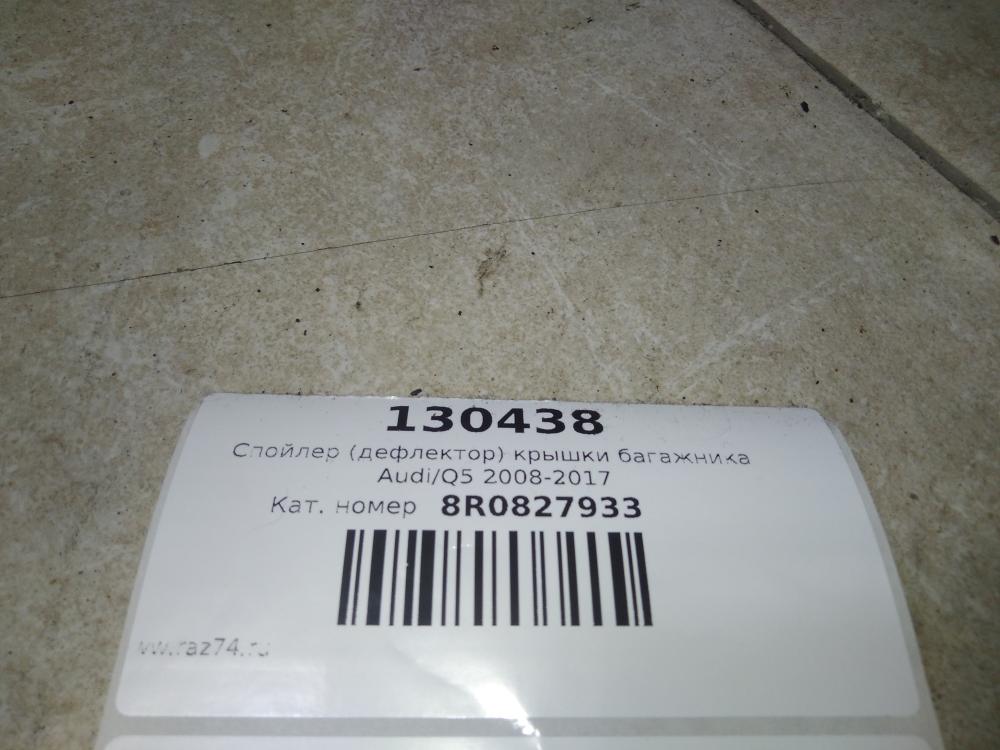 130438
Спойлер (дефлектор) крышки багажника
Audi/Q5 2008-2017
Кат. номер 8R0827933
www.raz74.ru